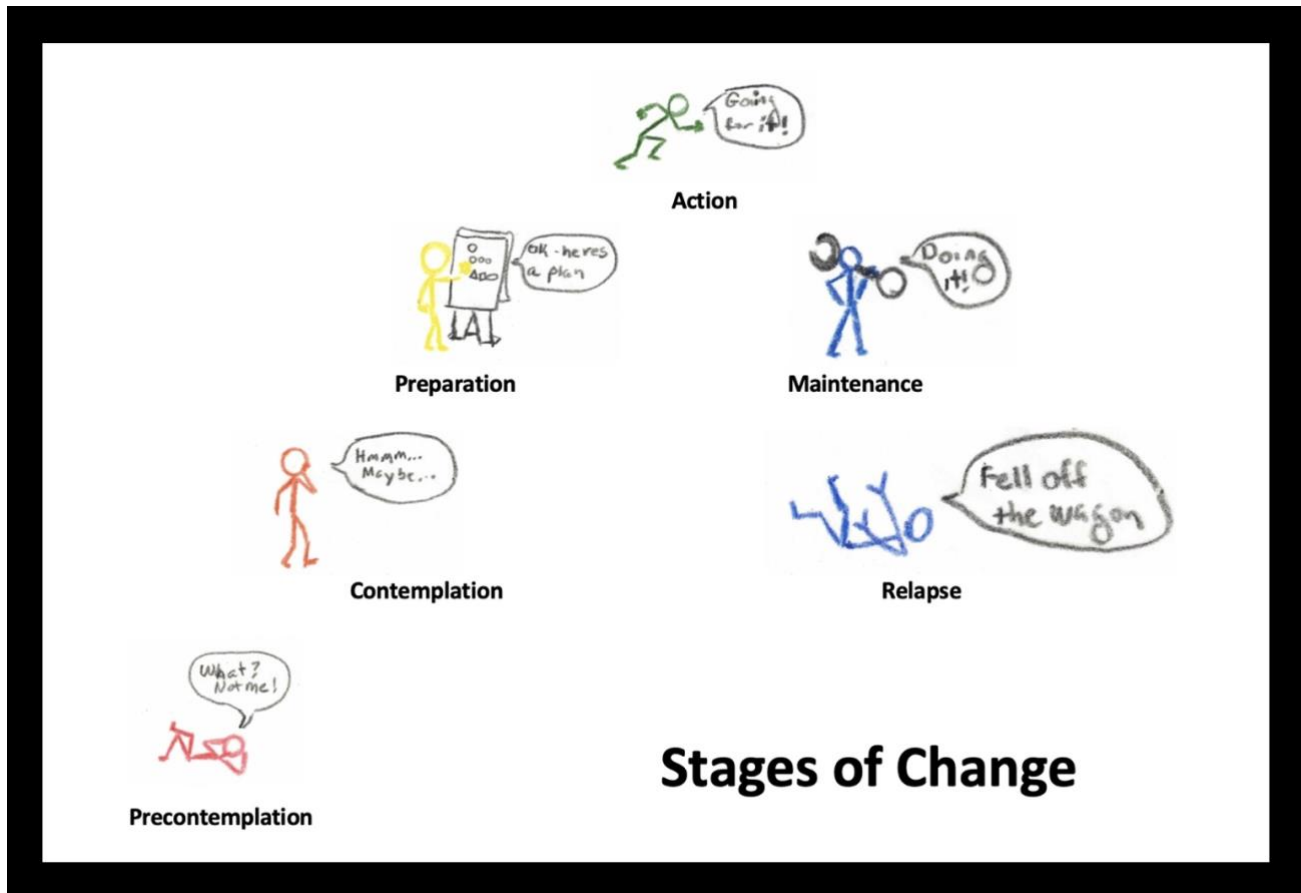 Going
for it!
Action
OK - heres
a plan
Preparation
Doing
it!
Maintenance
Hmmm...
Maybe...
Contemplation
Fell off
the wagon
Relapse
What?
Not me!
Precontemplation
Stages of Change